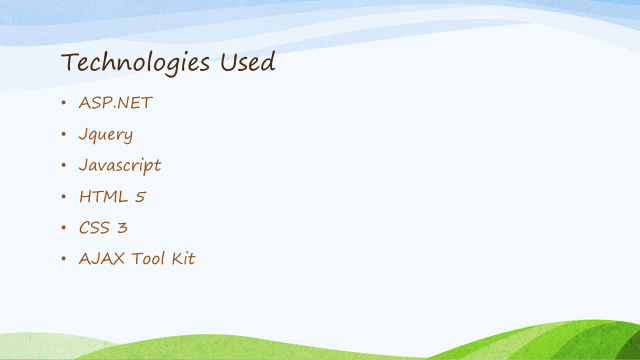 Technologies Used
• ASP.NET
• Jquery
• Javascript
• HTML 5
• CSS 3
• AJAX Tool Kit